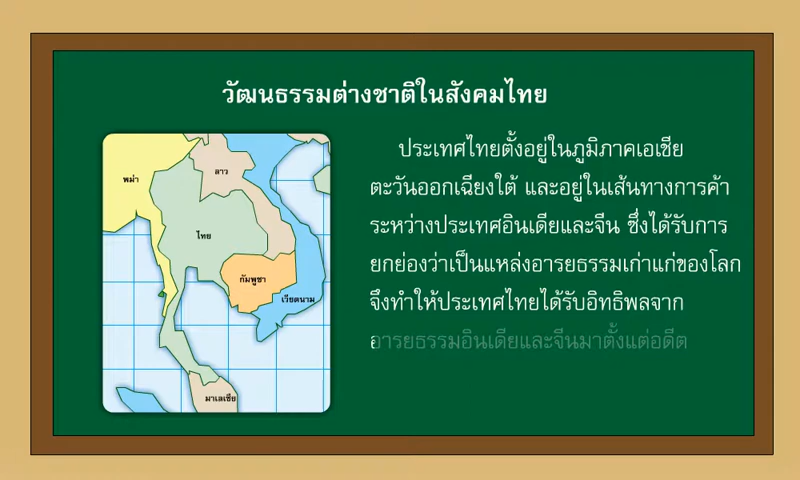 วัฒนธรรมต่างชาติในสังคมไทย
พม่า
ลาว
ไทย
กัมพูชา
เวียดนาม
มาเลเซีย
ประเทศไทยตั้งอยู่ในภูมิภาคเอเชีย
ตะวันออกเฉียงใต้ และอยู่ในเส้นทางการค้า
ระหว่างประเทศอินเดียและจีน ซึ่งได้รับการ
ยกย่องว่าเป็นแหล่งอารยธรรมเก่าแก่ของโลก
จึงทำให้ประเทศไทยได้รับอิทธิพลจาก
อารยธรรมอินเดียและจีนมาตั้งแต่อดีต